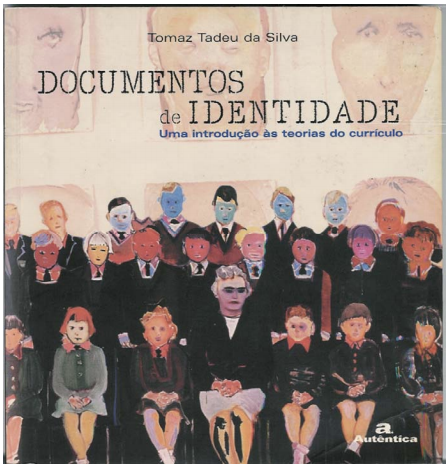 Tomaz Tadeu da Silva
DOCUMENTOS
de IDENTIDADE
Uma introdução às teorias do currículo
a
Autêntica